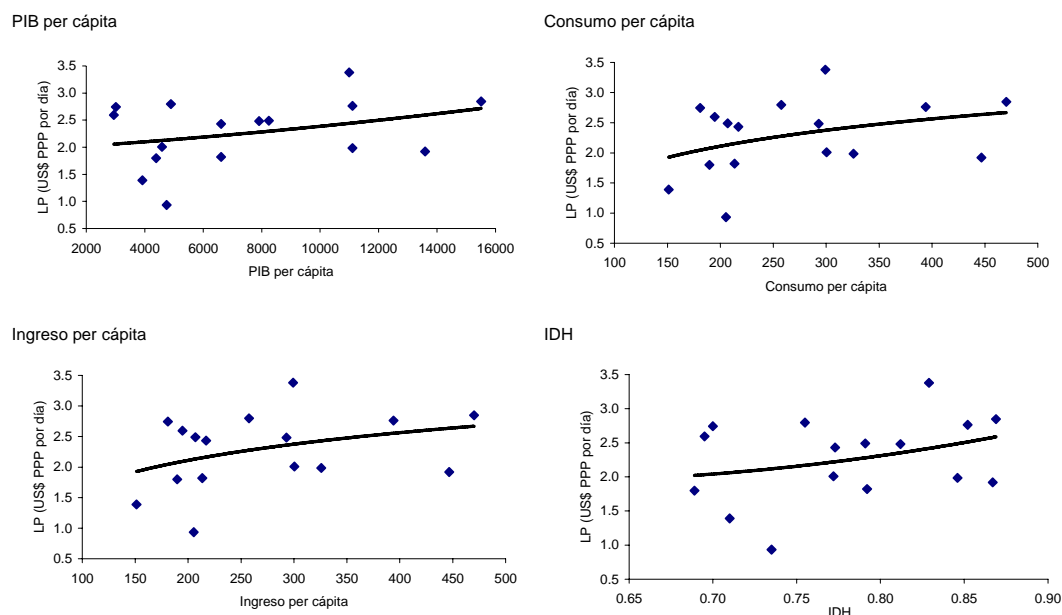 PIB per cápita
LP (US$ PPP por día)
3.5
3.0
2.5
2.0
1.5
1.0
0.5
2000 4000 6000 8000 10000 12000 14000 16000
PIB per cápita
Consumo per cápita
LP (US$ PPP por día)
3.5
3.0
2.5
2.0
1.5
1.0
0.5
100 150 200 250 300 350 400 450 500
Consumo per cápita
Ingreso per cápita
LP (US$ PPP por día)
3.5
3.0
2.5
2.0
1.5
1.0
0.5
100 150 200 250 300 350 400 450 500
Ingreso per cápita
IDH
LP (US$ PPP por día)
3.5
3.0
2.5
2.0
1.5
1.0
0.5
0.65 0.70 0.75 0.80 0.85 0.90
IDH